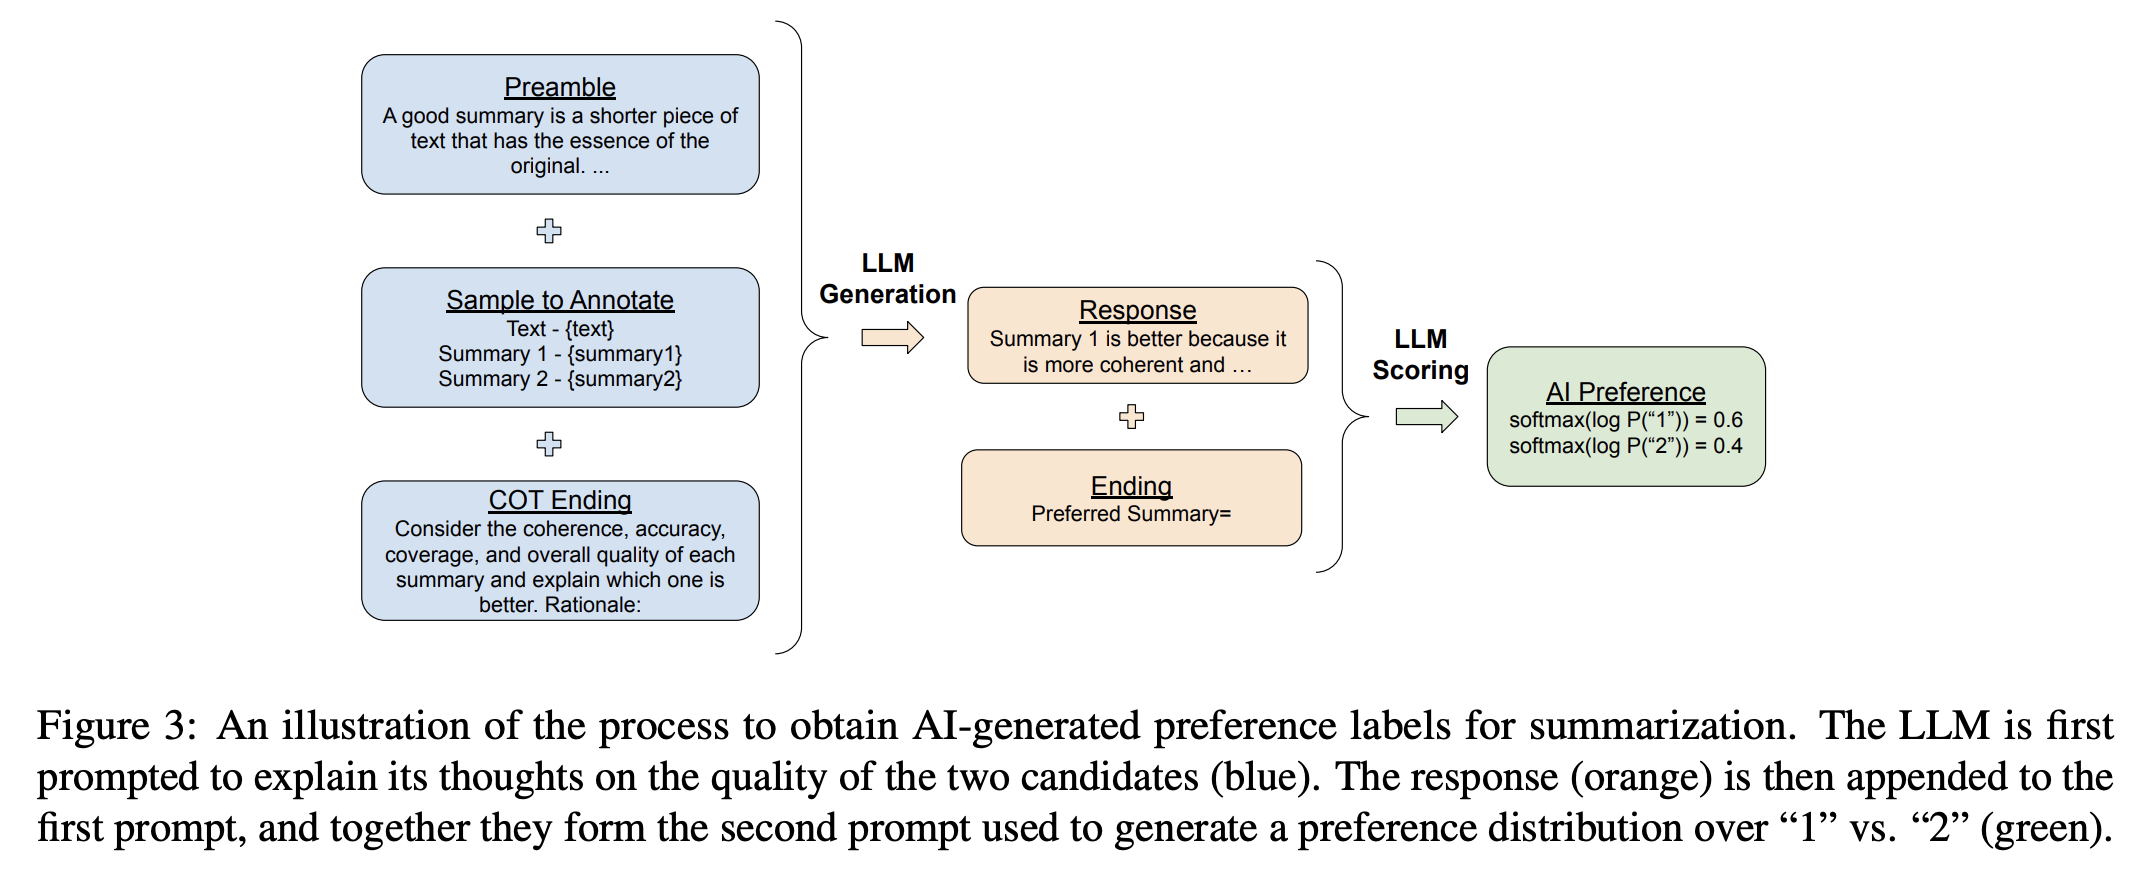 Preamble
A good summary is a shorter piece of
text that has the essence of the
original. ...
Sample to Annotate
Text - {text}
Summary 1 - {summary1}
Summary 2 - {summary2}
COT Ending
Consider the coherence, accuracy,
coverage, and overall quality of each
summary and explain which one is
better. Rationale:
LLM
Generation
Response
Summary 1 is better because it
is more coherent and …
Ending
Preferred Summary=
LLM
Scoring
AI Preference
softmax(log P(“1”)) = 0.6
softmax(log P(“2”)) = 0.4
Figure 3: An illustration of the process to obtain AI-generated preference labels for summarization. The LLM is first
prompted to explain its thoughts on the quality of the two candidates (blue). The response (orange) is then appended to the
first prompt, and together they form the second prompt used to generate a preference distribution over “1” vs. “2” (green).